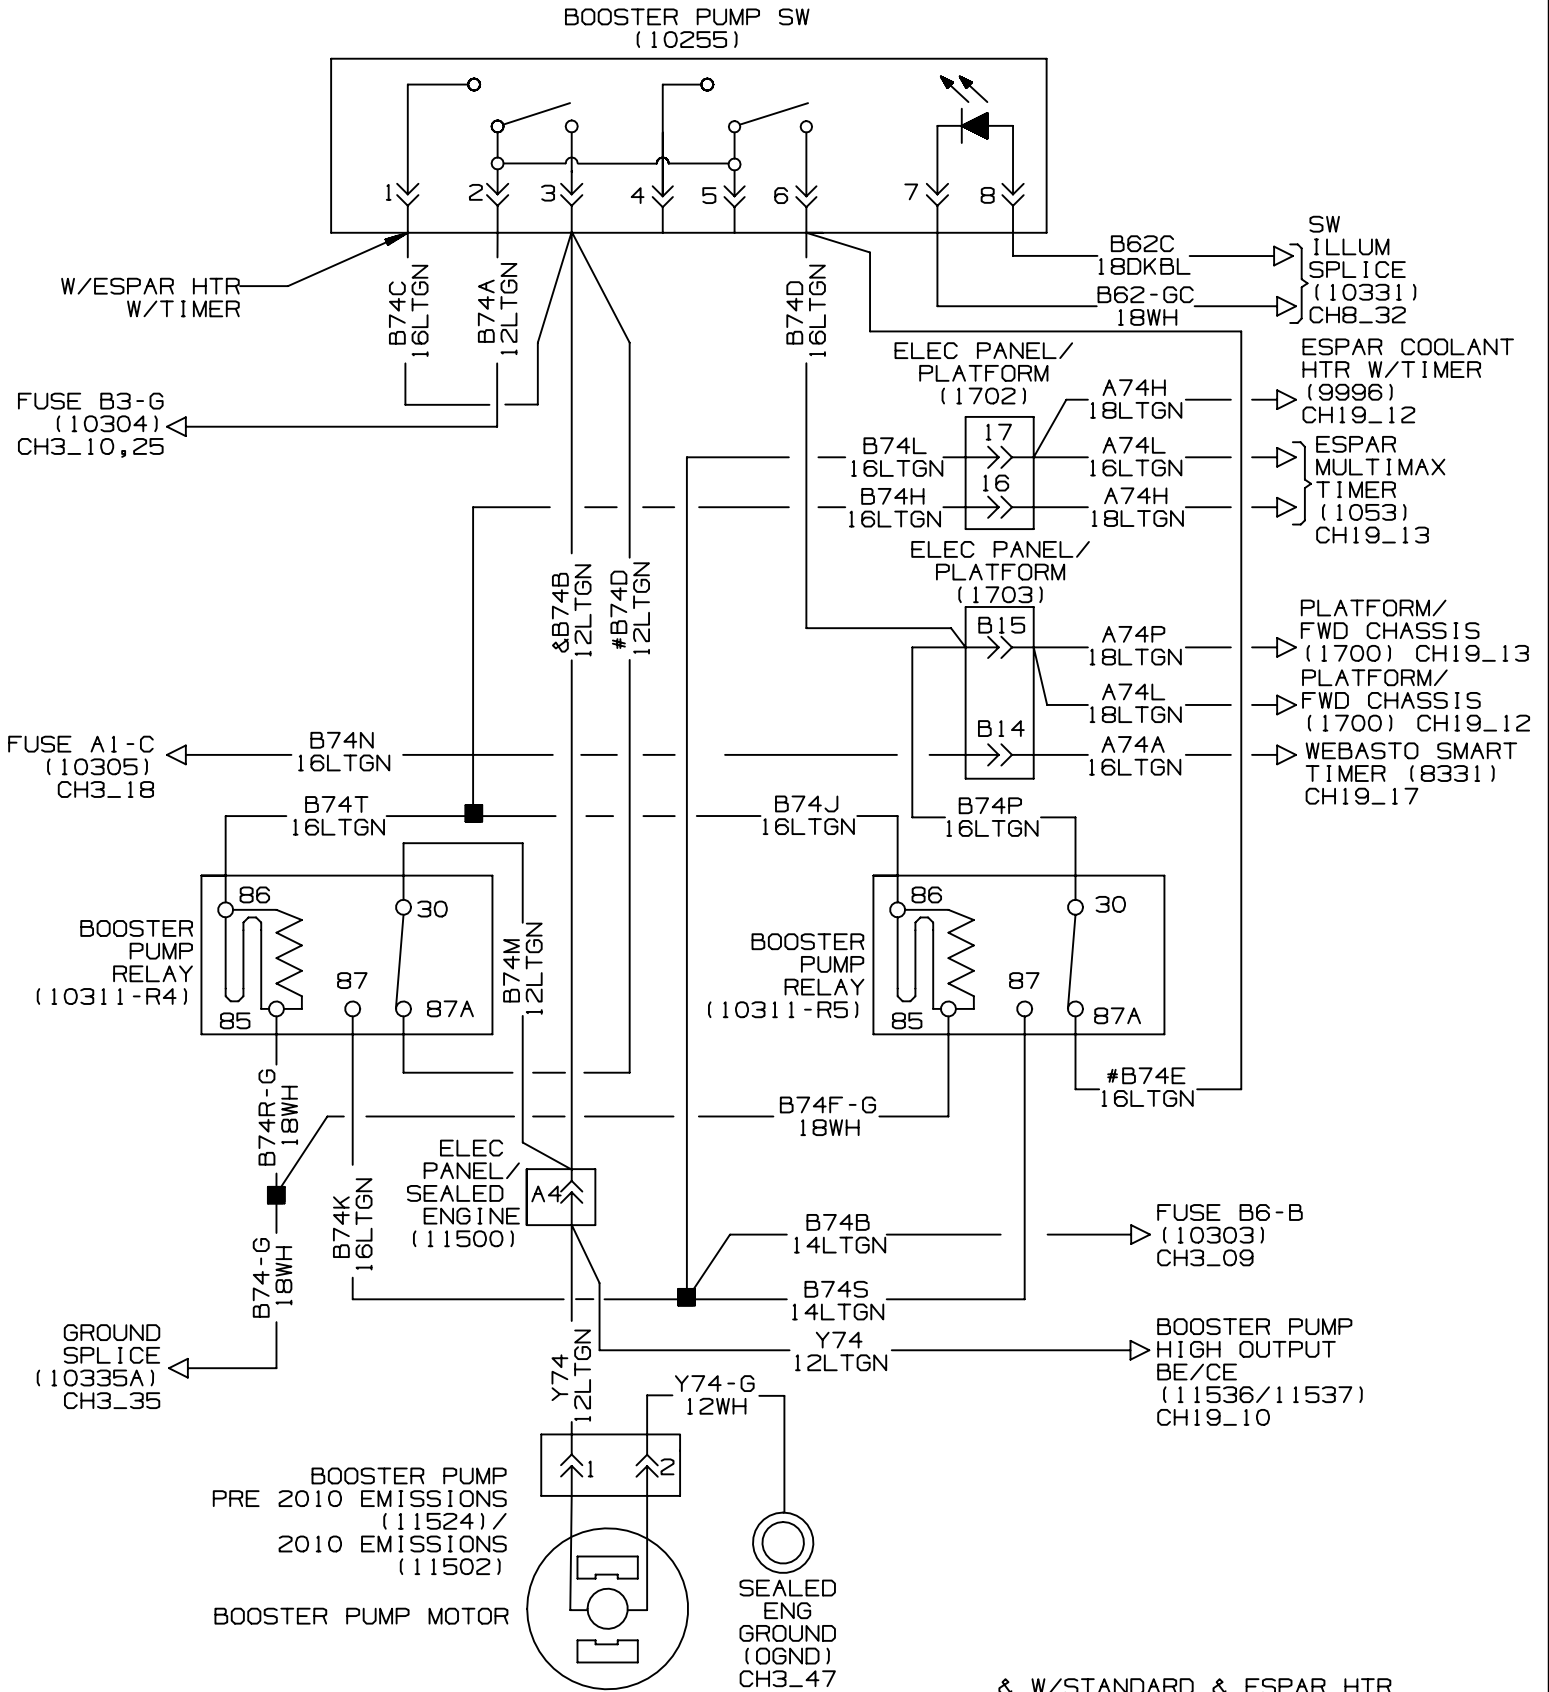 BOOSTER PUMP SW
(10255)
1
2
3
4
5
6
7
8
W/ESPAR HTR
W/TIMER
B74C
16LTGN
B74A
12LTGN
B74D
16LTGN
B62C
18DKBL
B62-GC
18WH
SW
ILLUM
SPLICE
(10331)
CH8_32
FUSE B3-G
(10304)
CH3_10,25
ELEC PANEL/
PLATFORM
(1702)
17
16
B74L
16LTGN
B74H
16LTGN
A74H
18LTGN
A74L
16LTGN
A74H
18LTGN
ESPAR COOLANT
HTR W/TIMER
(9996)
CH19_12
ESPAR
MULTIMAX
TIMER
(1053)
CH19_13
&B74B
12LTGN
#B74D
12LTGN
ELEC PANEL/
PLATFORM
(1703)
B15
B14
A74P
18LTGN
A74L
18LTGN
A74A
16LTGN
PLATFORM/
FWD CHASSIS
(1700) CH19_13
PLATFORM/
FWD CHASSIS
(1700) CH19_12
WEBASTO SMART
TIMER (8331)
CH19_17
FUSE A1-C
(10305)
CH3_18
B74N
16LTGN
B74T
16LTGN
B74J
16LTGN
B74P
16LTGN
BOOSTER
PUMP
RELAY
(10311-R4)
86
30
87
85
87A
B74M
12LTGN
BOOSTER
PUMP
RELAY
(10311-R5)
86
30
87
85
87A
#B74E
16LTGN
B74R-G
18WH
B74F-G
18WH
B74K
16LTGN
ELEC
PANEL/
SEALED
ENGINE
(11500)
A4
B74-G
18WH
B74B
14LTGN
FUSE B6-B
(10303)
CH3_09
B74S
14LTGN
GROUND
SPLICE
(10335A)
CH3_35
Y74
12LTGN
Y74
12LTGN
BOOSTER PUMP
HIGH OUTPUT
BE/CE
(11536/11537)
CH19_10
Y74-G
12WH
1
2
BOOSTER PUMP
PRE 2010 EMISSIONS
(11524)/
2010 EMISSIONS
(11502)
BOOSTER PUMP MOTOR
SEALED
ENG
GROUND
(OGND)
CH3_47
& W/STANDARD & ESPAR HTR